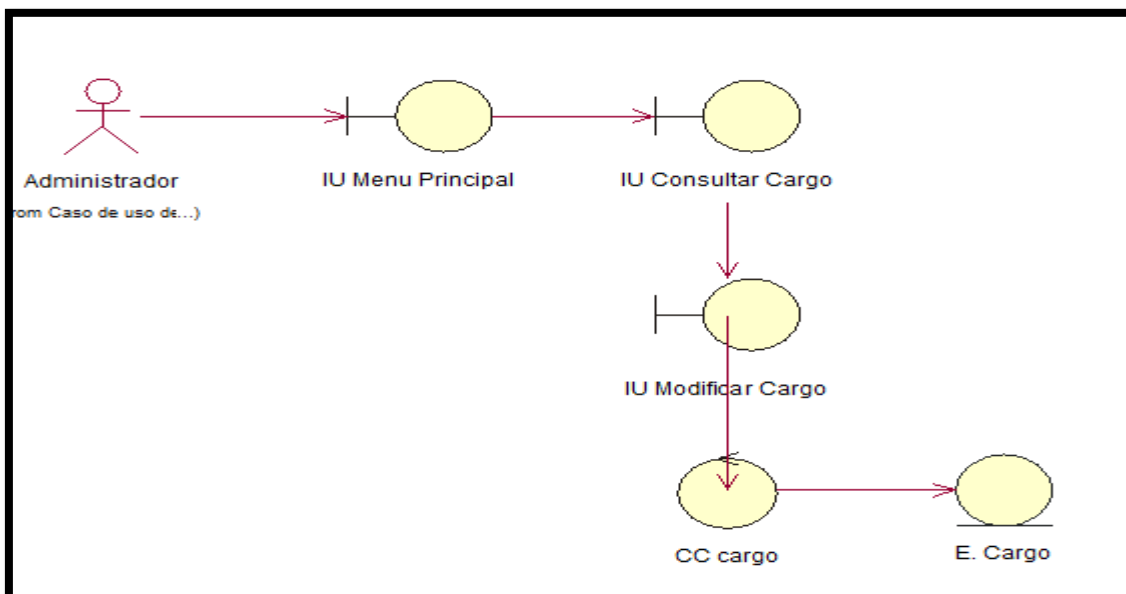 Administrador
rom Caso de uso de...)
IU Menu Principal
IU Consultar Cargo
IU Modificar Cargo
CC cargo
E. Cargo